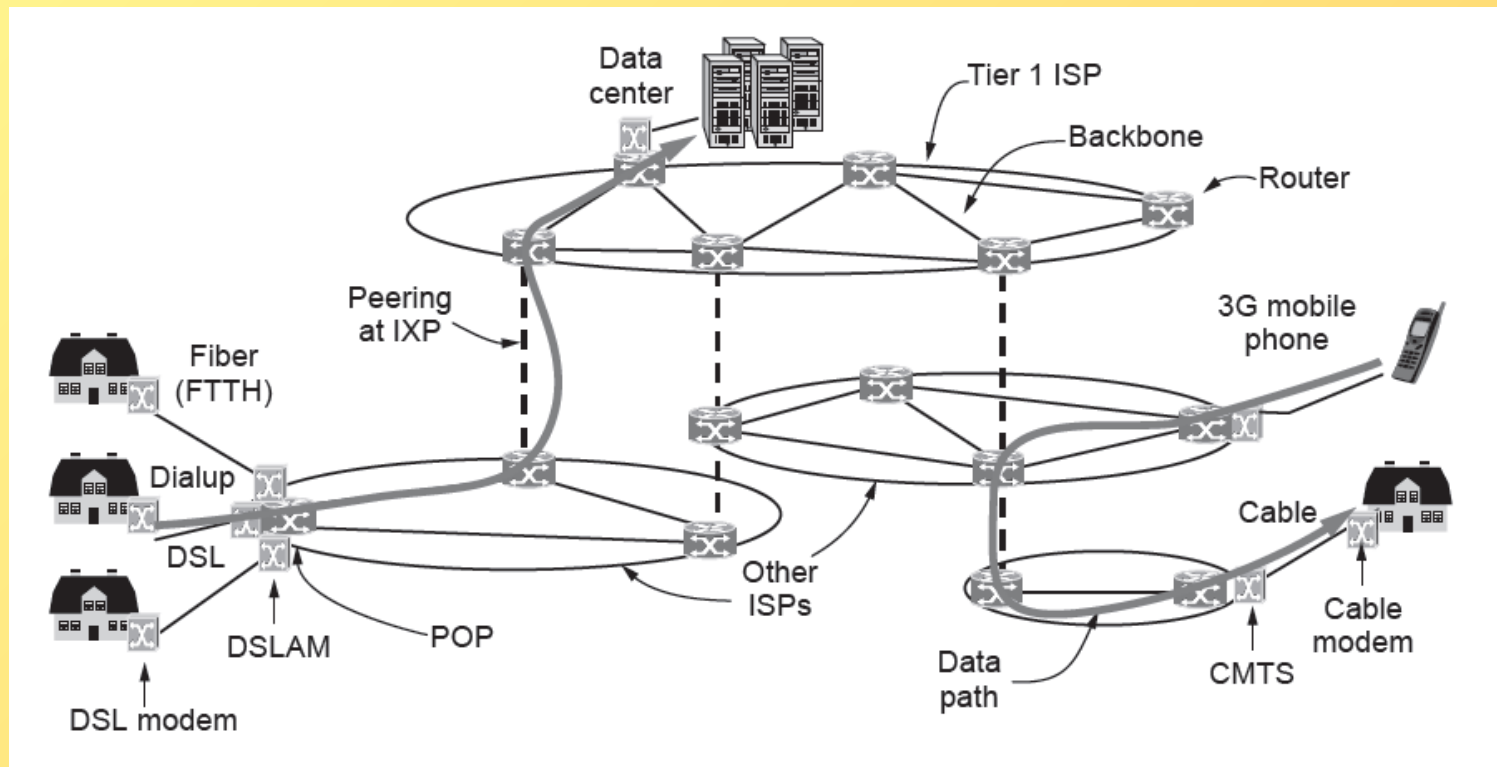 Data
center
Tier 1 ISP
Backbone
Router
Peering
at IXP
3G mobile
phone
Fiber
(FTTH)
Dialup
DSL
Cable
Other
ISPs
POP
DSLAM
DSL modem
Data
path
CMTS
Cable
modem